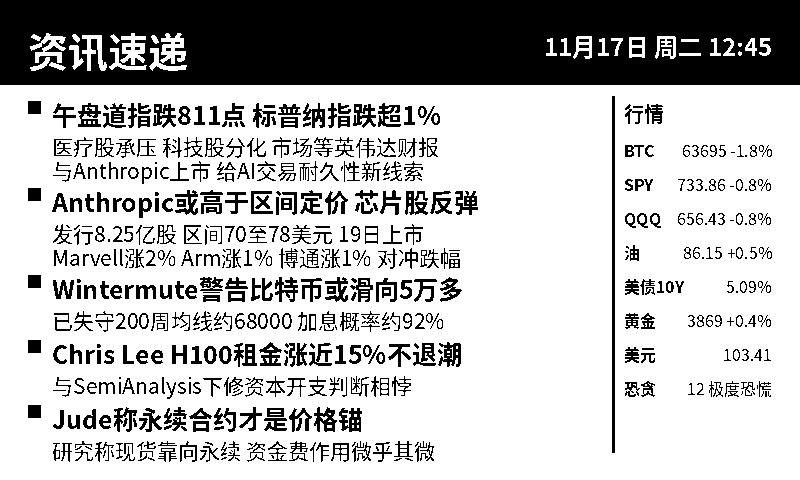 资讯速递
11月17日 周二 12:45
午盘道指跌811点 标普纳指跌超1%
医疗股承压 科技股分化 市场等英伟达财报
与Anthropic上市 给AI交易耐久性新线索
Anthropic或高于区间定价 芯片股反弹
发行8.25亿股 区间70至78美元 19日上市
Marvell涨2% Arm涨1% 博通涨1% 对冲跌幅
Wintermute警告比特币或滑向5万多
已失守200周均线约68000 加息概率约92%
Chris Lee H100租金涨近15%不退潮
与SemiAnalysis下修资本开支判断相悖
Jude称永续合约才是价格锚
研究称现货靠向永续 资金费作用微乎其微
行情
BTC 63695 -1.8%
SPY 733.86 -0.8%
QQQ 656.43 -0.8%
油 86.15 +0.5%
美债10Y 5.09%
黄金 3869 +0.4%
美元 103.41
恐贪 12 极度恐慌